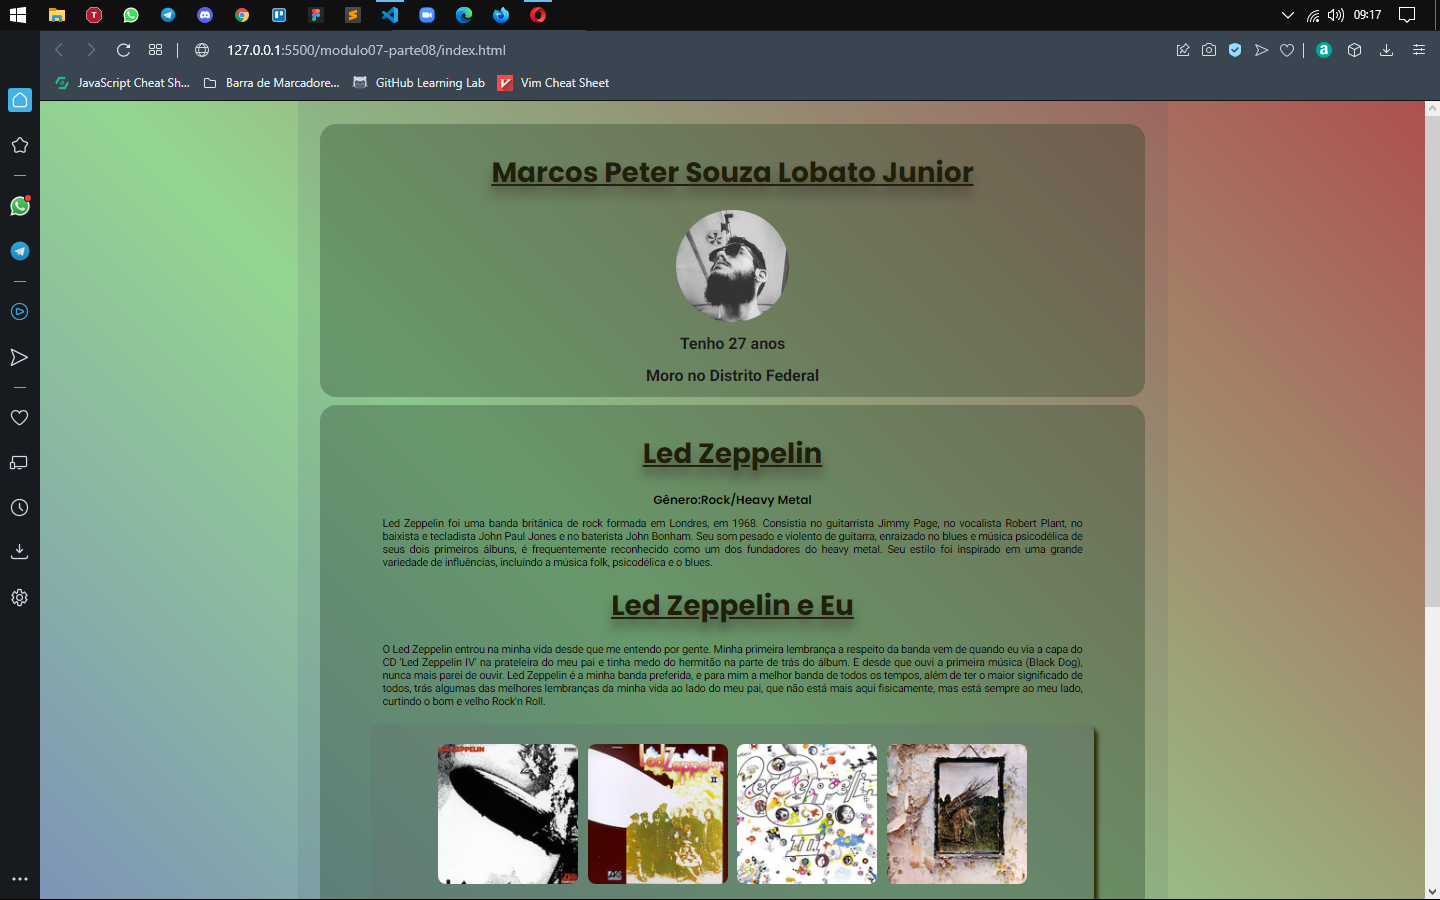 09:17
127.0.0.1:5500/modulo07-parte08/index.html
JavaScript Cheat Sh... Barra de Marcadore... GitHub Learning Lab Vim Cheat Sheet
Marcos Peter Souza Lobato Junior
Tenho 27 anos
Moro no Distrito Federal
Led Zeppelin
Gênero:Rock/Heavy Metal
Led Zeppelin foi uma banda britânica de rock formada em Londres, em 1968. Consistia no guitarrista Jimmy Page, no vocalista Robert Plant, no
baixista e tecladista John Paul Jones e no baterista John Bonham. Seu som pesado e violento de guitarra, enraizado no blues e música psicodélica de
seus dois primeiros álbuns, é frequentemente reconhecido como um dos fundadores do heavy metal. Seu estilo foi inspirado em uma grande
variedade de influências, incluindo a música folk, psicodélica e o blues.
Led Zeppelin e Eu
O Led Zeppelin entrou na minha vida desde que me entendo por gente. Minha primeira lembrança a respeito da banda vem de quando eu via a capa do
CD 'Led Zeppelin IV' na prateleira do meu pai e tinha medo do hermitão na parte de trás do álbum. E desde que ouvi a primeira música (Black Dog),
nunca mais parei de ouvir. Led Zeppelin é a minha banda preferida, e para mim a melhor banda de todos os tempos, além de ter o maior significado de
todos, trás algumas das melhores lembranças da minha vida ao lado do meu pai, que não está mais aqui fisicamente, mas está sempre ao meu lado,
curtindo o bom e velho Rock'n Roll.
LED ZEPPELIN
Led Zeppelin
II
Led Zeppelin
III